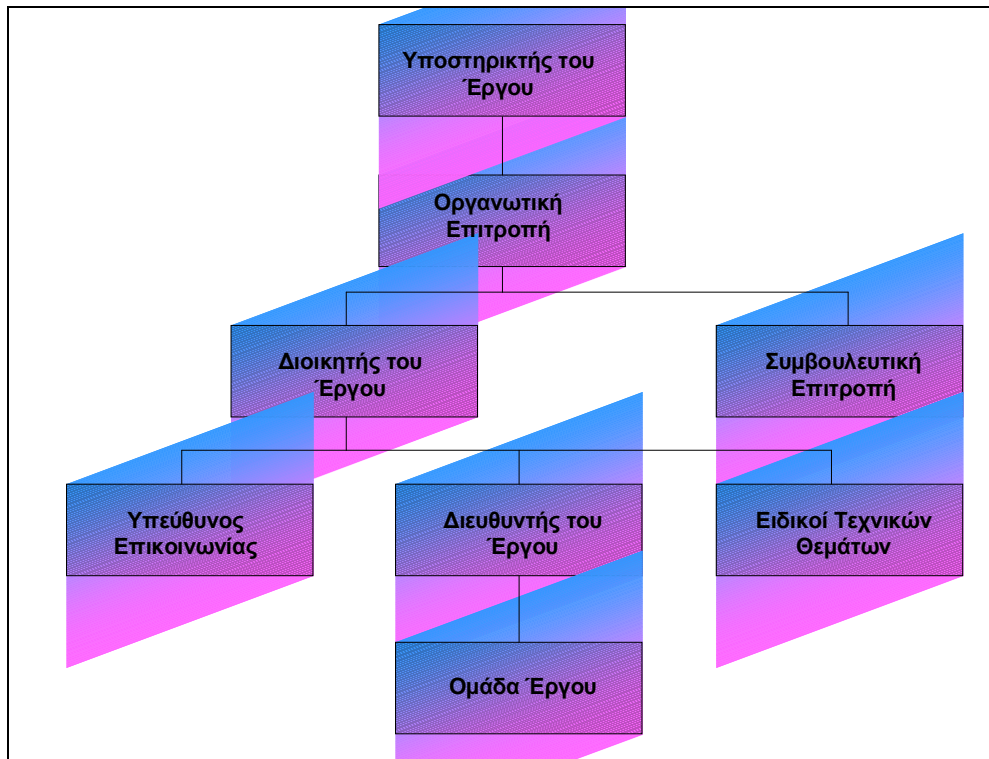 Υποστηρικτής του
Έργου
Οργανωτική
Επιτροπή
Διοικητής του
Έργου
Συμβουλευτική
Επιτροπή
Υπεύθυνος
Επικοινωνίας
Διευθυντής του
Έργου
Ειδικοί Τεχνικών
Θεμάτων
Ομάδα Έργου